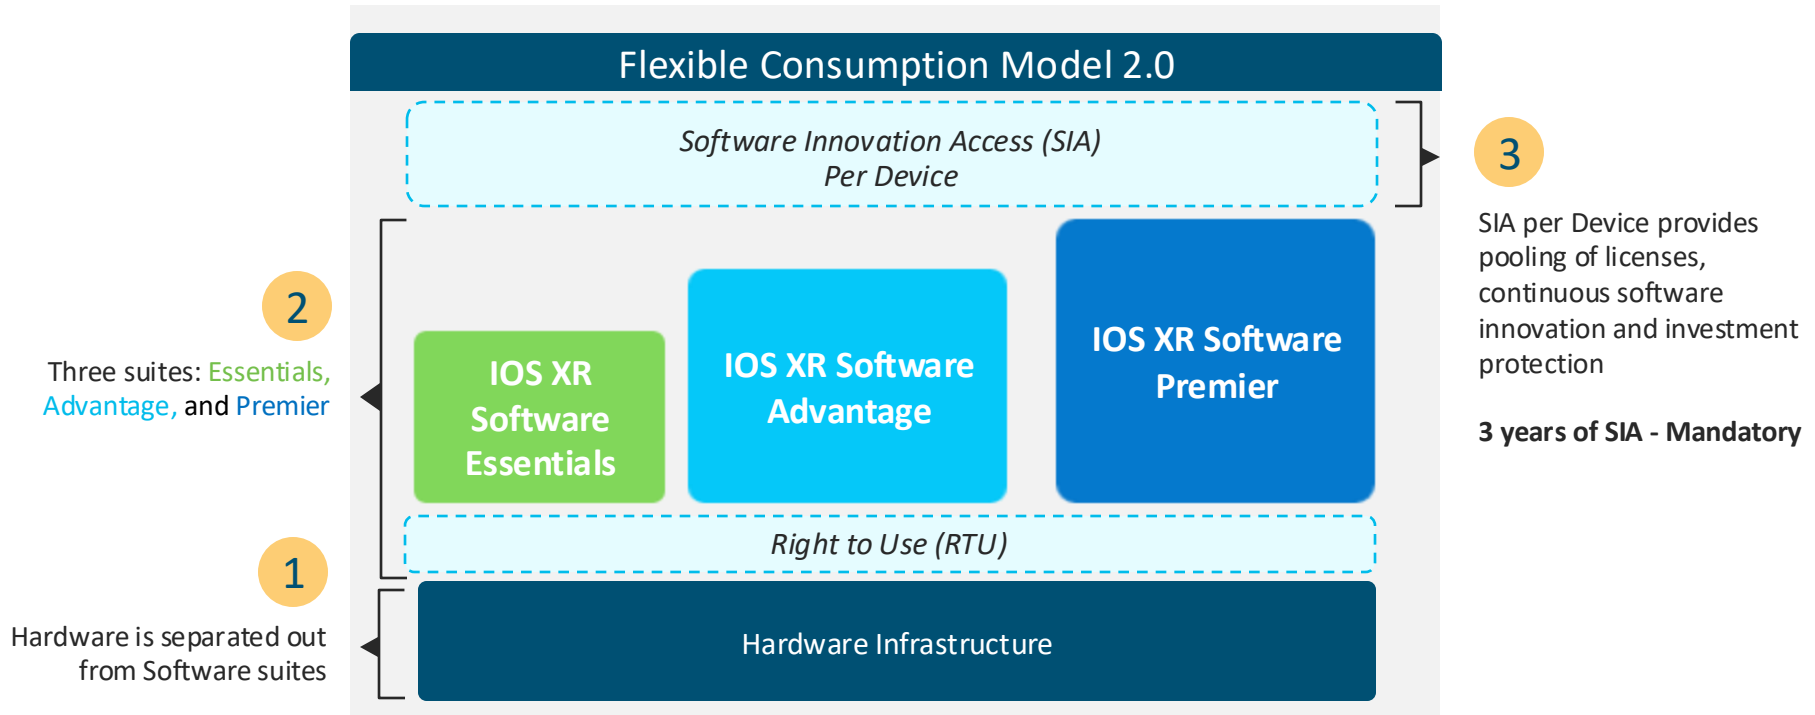 Flexible Consumption Model 2.0
Software Innovation Access (SIA)
Per Device
3
SIA per Device provides
pooling of licenses,
continuous software
innovation and investment
protection
3 years of SIA - Mandatory
2
Three suites: Essentials,
Advantage, and Premier
IOS XR
Software
Essentials
IOS XR Software
Advantage
IOS XR Software
Premier
Right to Use (RTU)
1
Hardware is separated out
from Software suites
Hardware Infrastructure